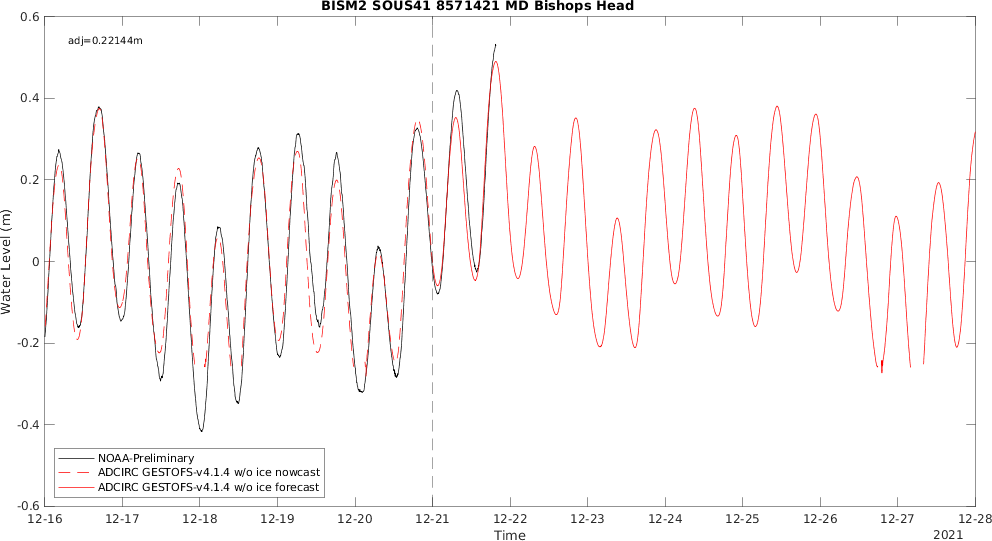 BISM2 SOUS41 8571421 MD Bishops Head
adj=0.22144m
0.6
0.4
0.2
0
-0.2
-0.4
-0.6
Water Level (m)
NOAA-Preliminary
ADCIRC GESTOFS-v4.1.4 w/o ice nowcast
ADCIRC GESTOFS-v4.1.4 w/o ice forecast
12-16 12-17 12-18 12-19 12-20 12-21 12-22 12-23 12-24 12-25 12-26 12-27 12-28
Time
2021